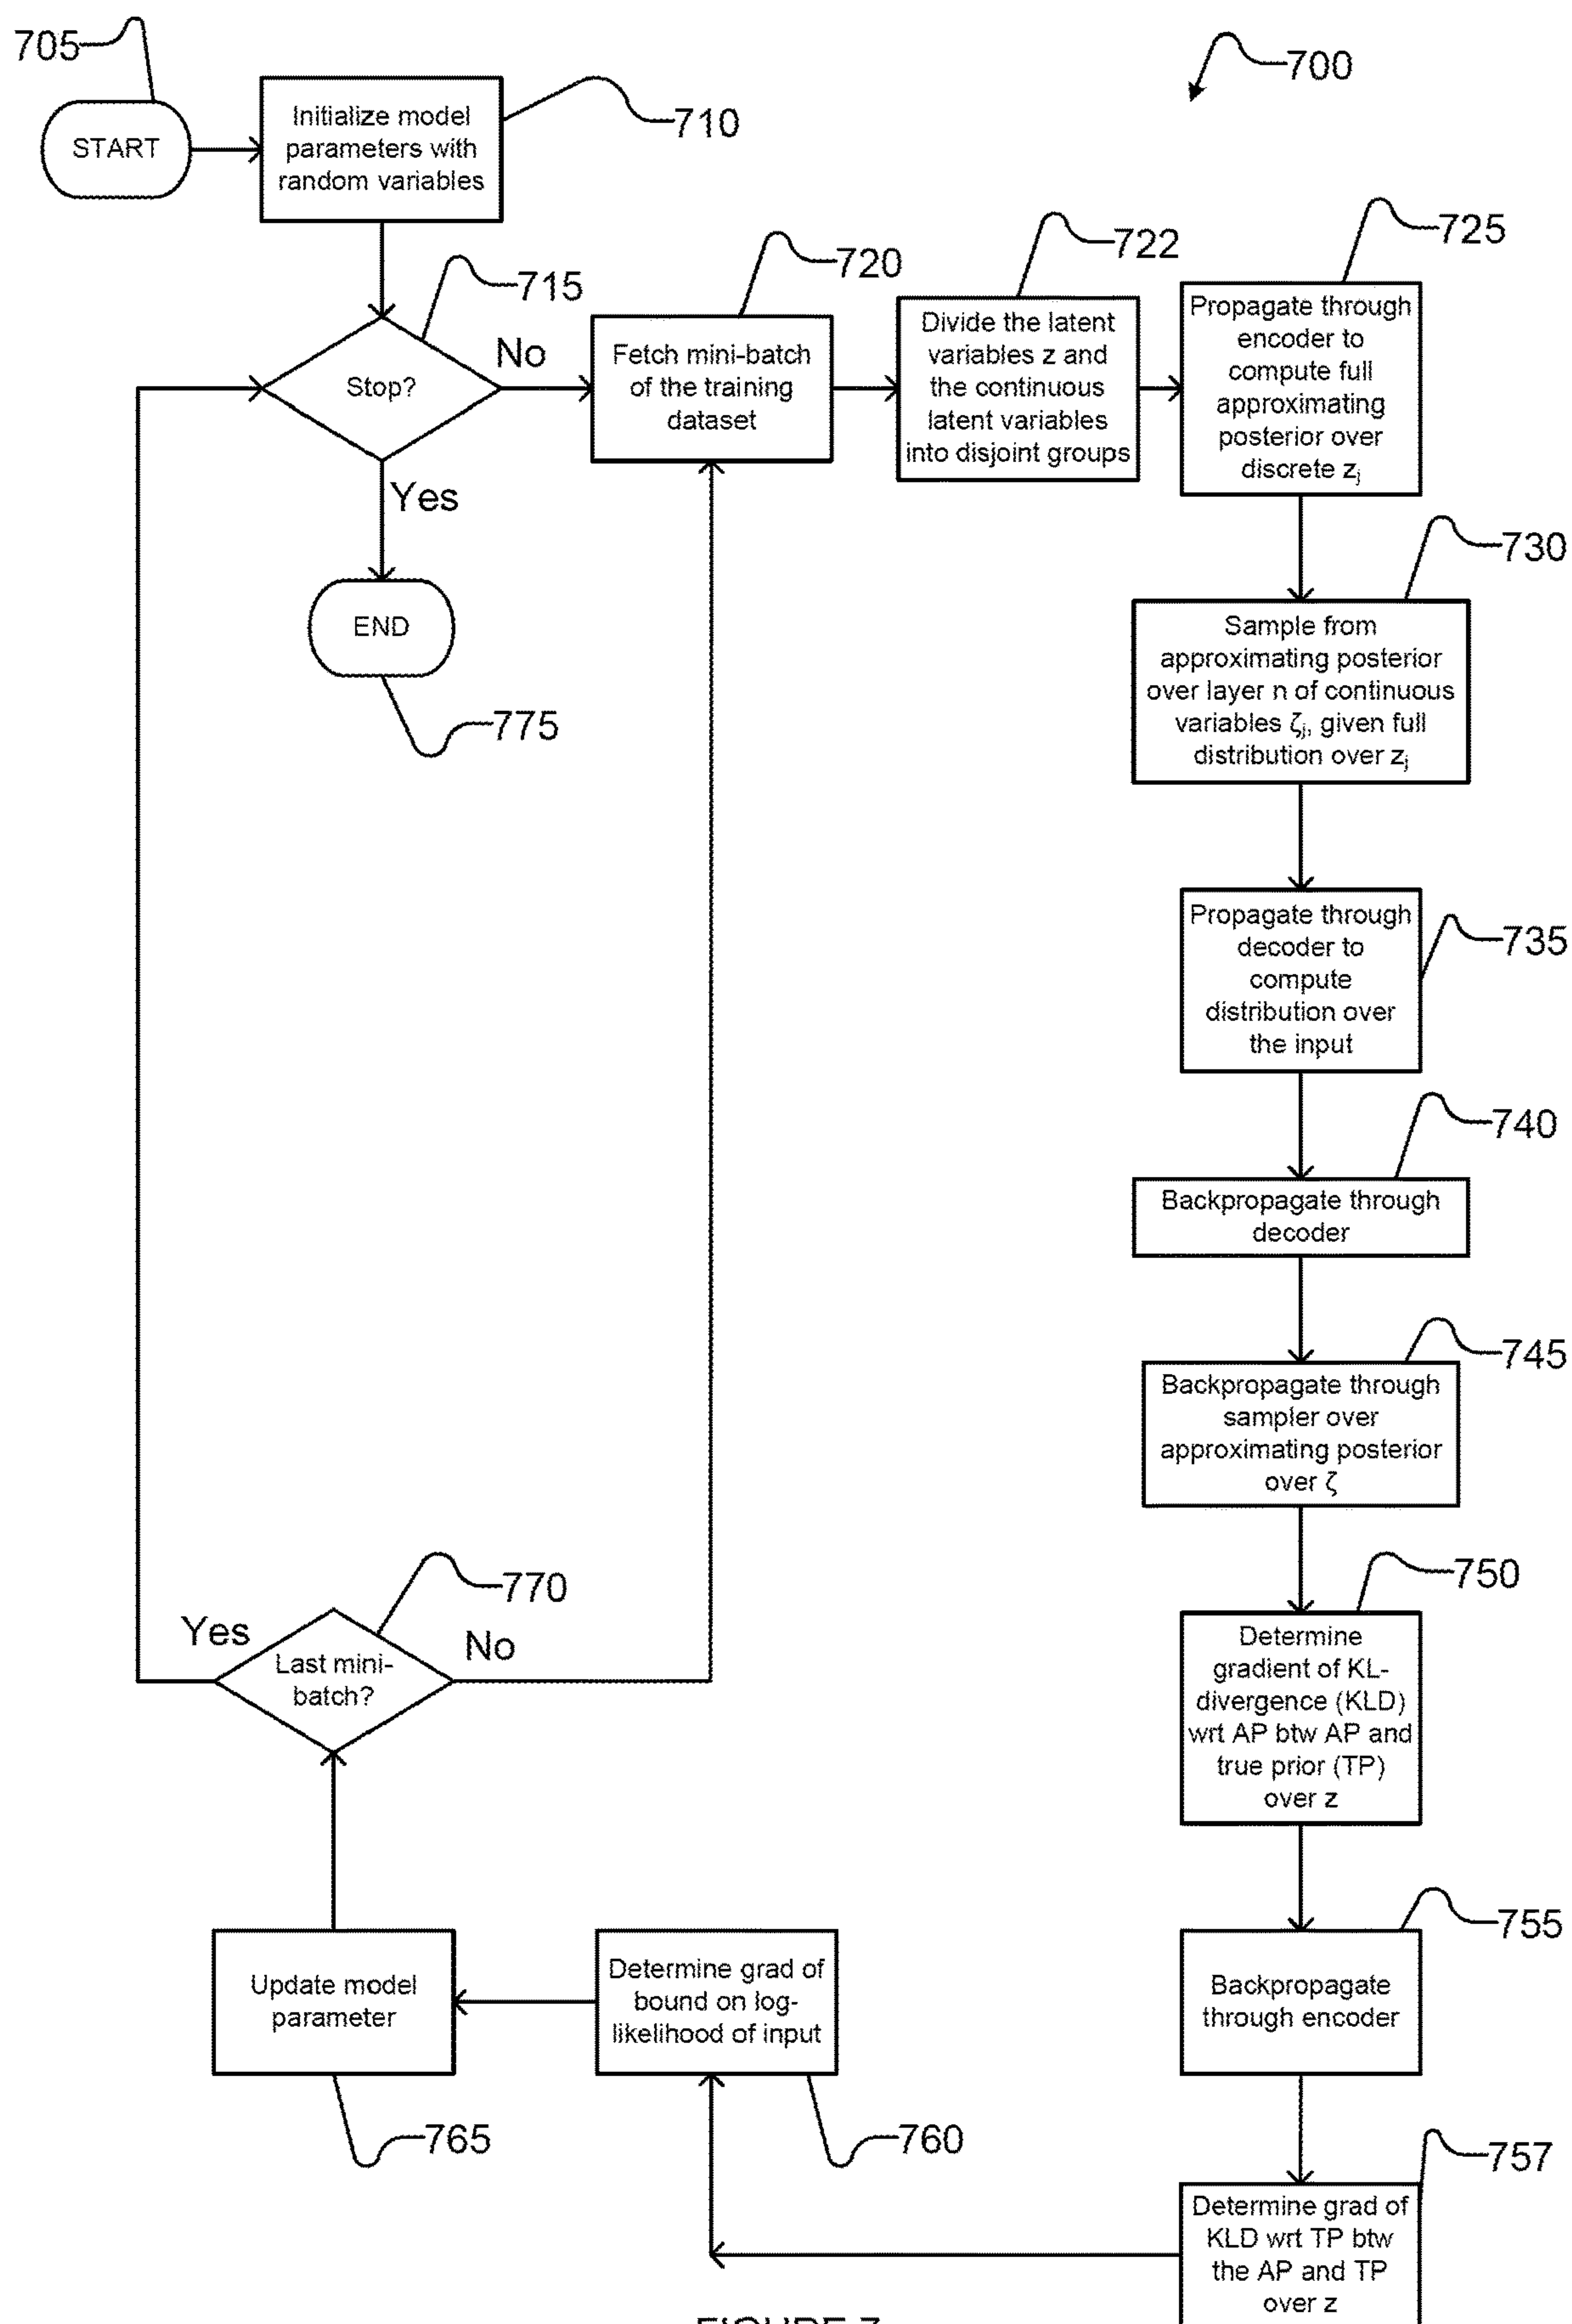 705
START
Initialize model
parameters with
random variables
710
700
Stop?
715
No
Yes
END
775
Fetch mini-batch
of the training
dataset
720
Divide the latent
variables z and
the continuous
latent variables
into disjoint groups
722
Propagate through
encoder to
compute full
approximating
posterior over
discrete zj
725
Sample from
approximating posterior
over layer n of continuous
variables ζj, given full
distribution over zj
730
Propagate through
decoder to
compute
distribution over
the input
735
Backpropagate through
decoder
740
Backpropagate through
sampler over
approximating posterior
over ζ
745
Determine
gradient of KL-
divergence (KLD)
wrt AP btw AP and
true prior (TP)
over z
750
Backpropagate
through encoder
755
Determine grad of
KLD wrt TP btw
the AP and TP
over z
757
Determine grad of
bound on log-
likelihood of input
760
Update model
parameter
765
Last mini-
batch?
770
Yes
No